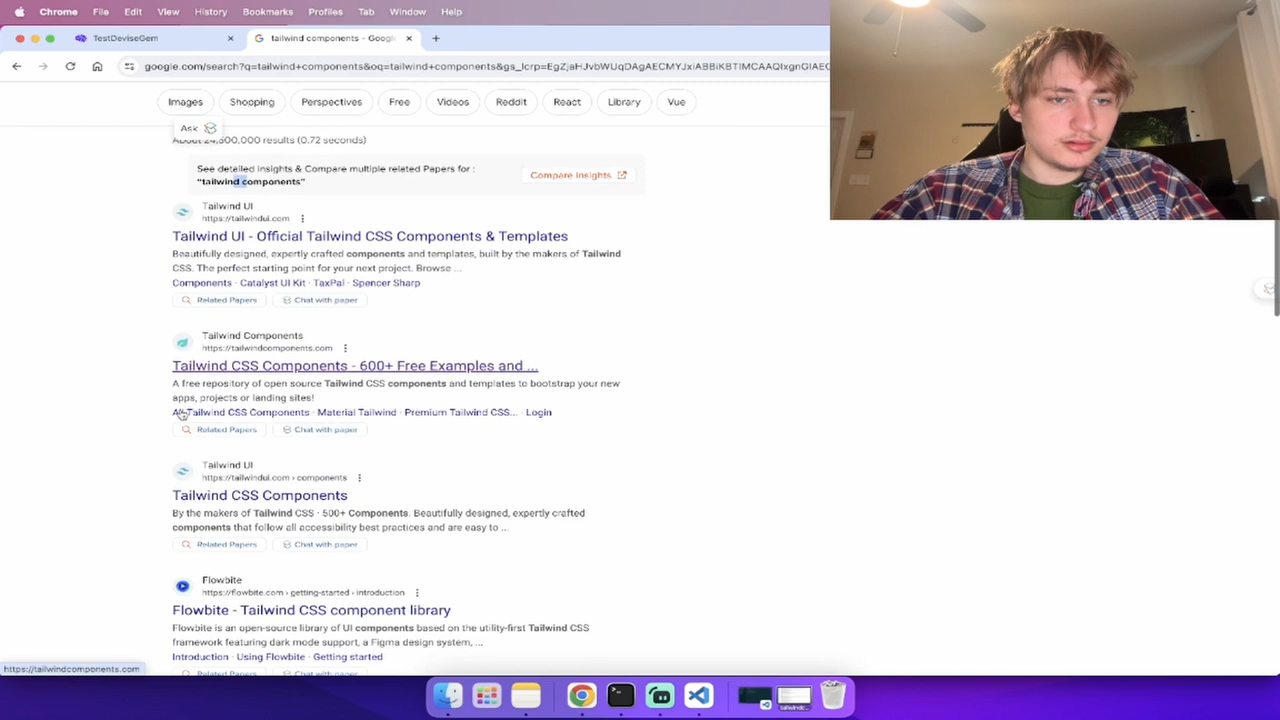 Chrome File Edit View History Bookmarks Profiles Tab Window Help
TestDeviseGem
tailwind components - Goog
Images Shopping Perspectives Free Videos Reddit React Library Vue
Ask
results (0.72 seconds)
See detailed Insights & Compare multiple related Papers for :
"tailwind components"
Compare Insights
Tailwind UI
https://tailwindui.com
Tailwind UI - Official Tailwind CSS Components & Templates
Beautifully designed, expertly crafted components and templates, built by the makers of Tailwind
CSS. The perfect starting point for your next project. Browse ...
Components · Catalyst UI Kit · TaxPal · Spencer Sharp
Related Papers Chat with paper
Tailwind Components
https://tailwindcomponents.com
Tailwind CSS Components - 600+ Free Examples and ...
A free repository of open source Tailwind CSS components and templates to bootstrap your new
apps, projects or landing sites!
Tailwind CSS Components · Material Tailwind · Premium Tailwind CSS... · Login
Related Papers Chat with paper
Tailwind UI
https://tailwindui.com › components
Tailwind CSS Components
By the makers of Tailwind CSS · 500+ Components. Beautifully designed, expertly crafted
components that follow all accessibility best practices and are easy to ...
Related Papers Chat with paper
Flowbite
https://flowbite.com › getting-started › introduction
Flowbite - Tailwind CSS component library
Flowbite is an open-source library of UI components based on the utility-first Tailwind CSS
framework featuring dark mode support, a Figma design system, ...
Introduction · Using Flowbite · Getting started
Related Papers Chat with paper
https://tailwindcomponents.com